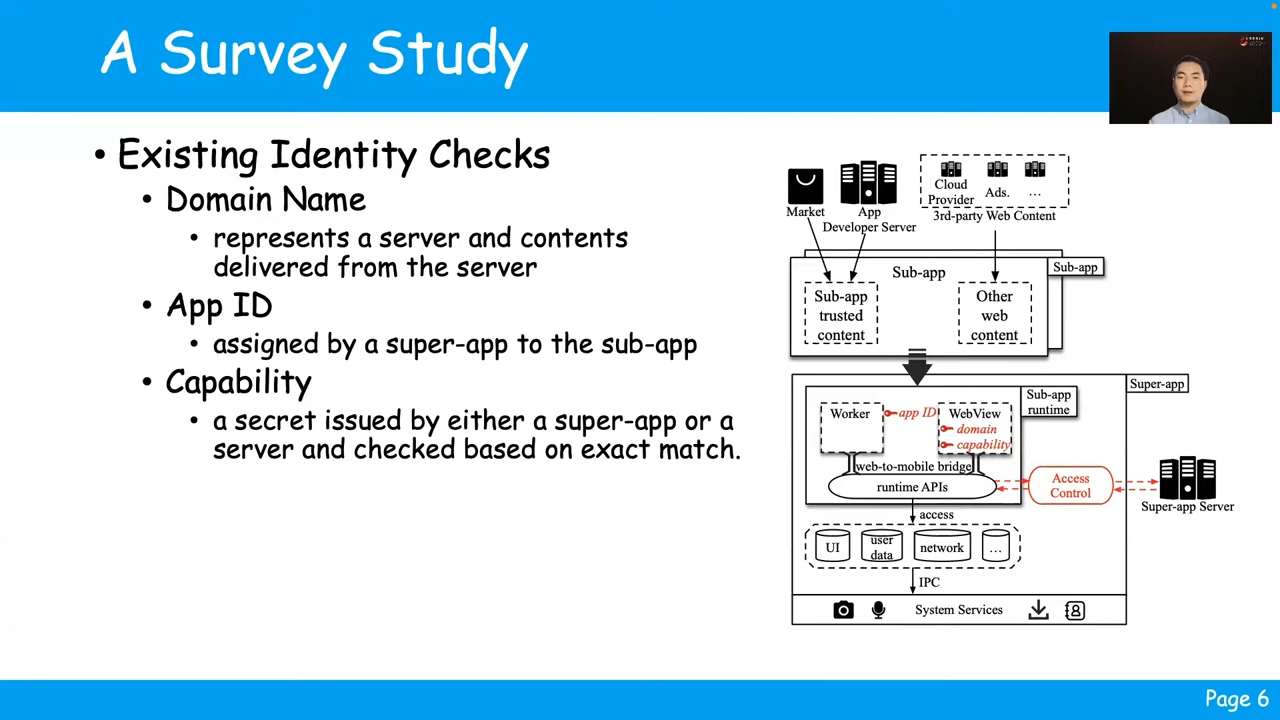 A Survey Study
• Existing Identity Checks
• Domain Name
• represents a server and contents
delivered from the server
• App ID
• assigned by a super-app to the sub-app
• Capability
• a secret issued by either a super-app or a
server and checked based on exact match.
Market
App
Developer Server
Cloud
Provider
Ads.
...
3rd-party Web Content
Sub-app
Sub-app
Sub-app
trusted
content
Other
web
content
Super-app
Sub-app
runtime
Worker
app ID
WebView
domain
capability
web-to-mobile bridge
runtime APIs
Access
Control
Super-app Server
access
UI
user
data
network
...
IPC
System Services
Page 6